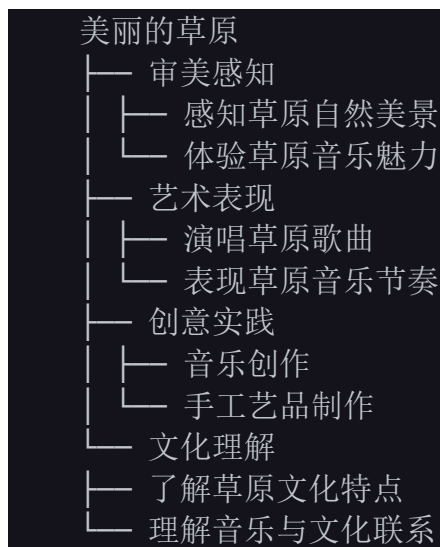 美丽的草原
├── 审美感知
│ ├── 感知草原自然美景
│ └── 体验草原音乐魅力
├── 艺术表现
│ ├── 演唱草原歌曲
│ └── 表现草原音乐节奏
├── 创意实践
│ ├── 音乐创作
│ └── 手工艺品制作
└── 文化理解
├── 了解草原文化特点
└── 理解音乐与文化联系